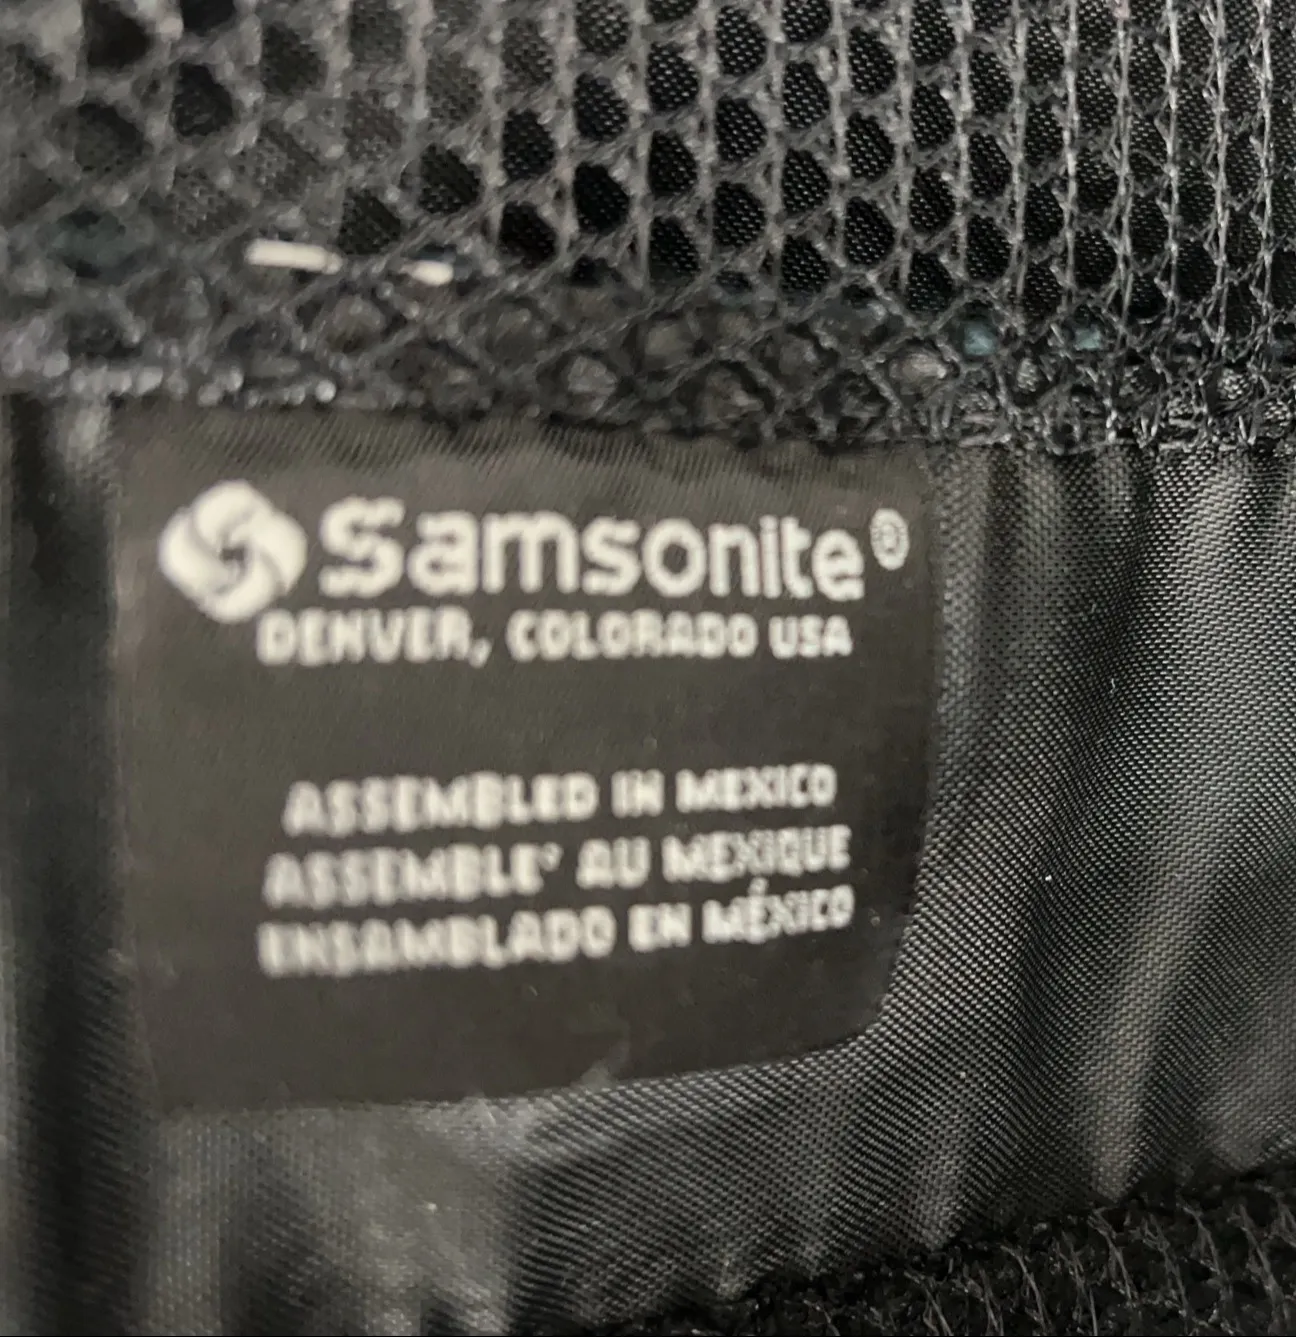 Samsonite®
DENVER, COLORADO USA
ASSEMBLED IN MEXICO
ASSEMBLE' AU MEXIQUE
ENSAMBLADO EN MÉXICO